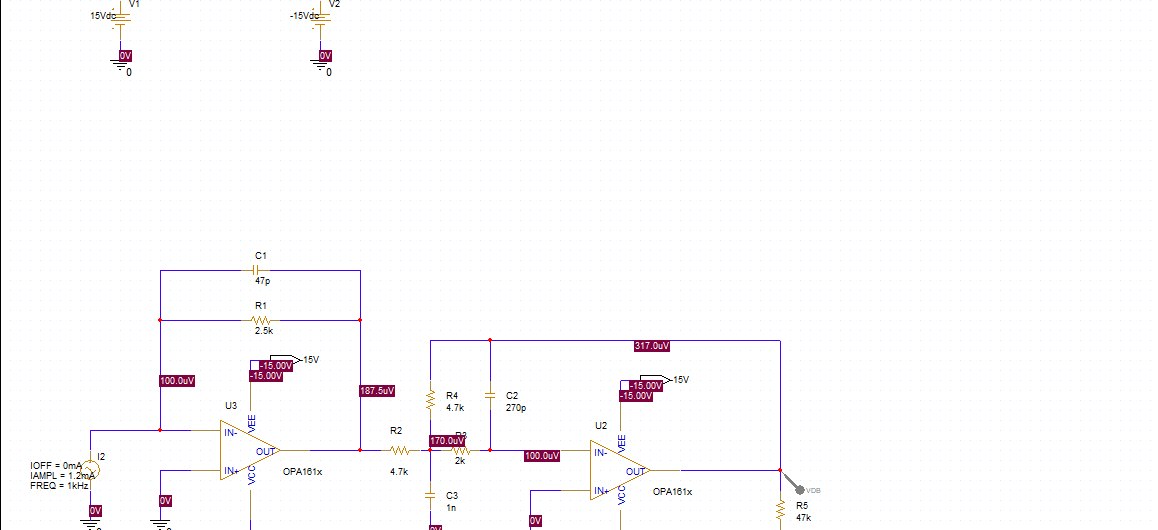 V1
15Vdc
V2
-15Vdc
0V
0
0V
0
C1
47p
R1
2.5k
-15V
-15.00V
-15.00V
100.0uV
187.5uV
317.0uV
-15V
-15.00V
-15.00V
U3
VEE
IN-
OUT
IN+
VCC
OPA161x
R2
4.7k
R4
4.7k
C2
270p
170.0uV
2k
100.0uV
C3
1n
0V
U2
VEE
IN-
OUT
IN+
VCC
OPA161x
VDB
R5
47k
I2
IOFF = 0mA
IAMPL = 1.2mA
FREQ = 1kHz
0V
0V
0V